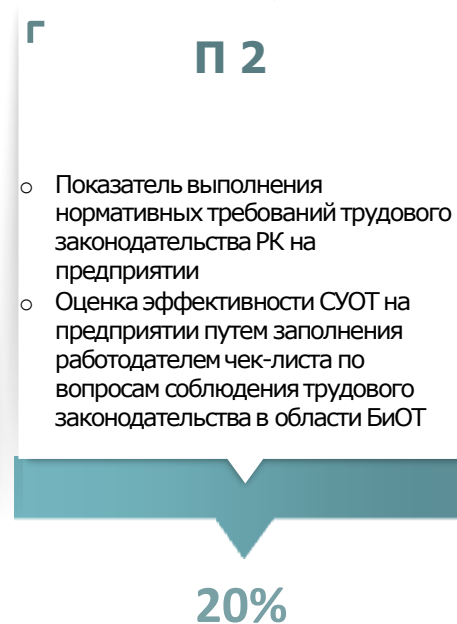 П 2
o Показатель выполнения
нормативных требований трудового
законодательства РК на
предприятии
o Оценка эффективности СУОТ на
предприятии путем заполнения
работодателем чек-листа по
вопросам соблюдения трудового
законодательства в области БиОТ
20%